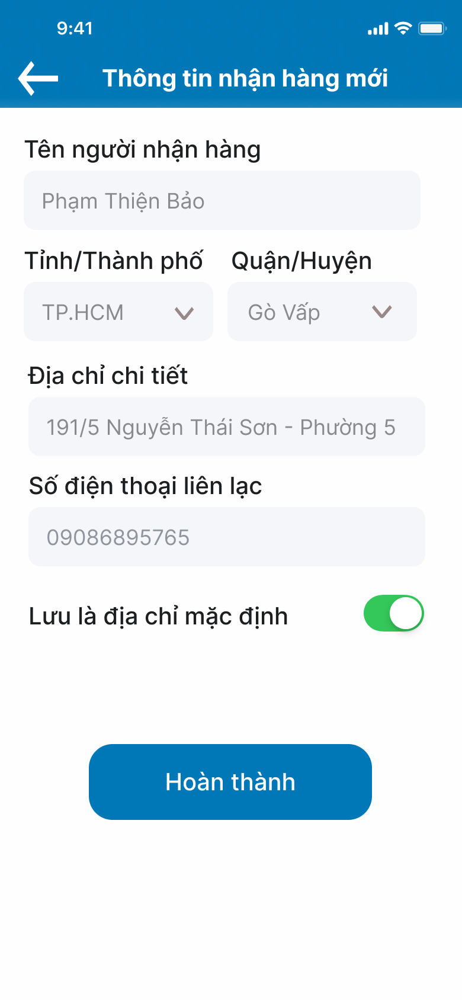 9:41
Thông tin nhận hàng mới
Tên người nhận hàng
Phạm Thiện Bảo
Tỉnh/Thành phố Quận/Huyện
TP.HCM Gò Vấp
Địa chỉ chi tiết
191/5 Nguyễn Thái Sơn - Phường 5
Số điện thoại liên lạc
09086895765
Lưu là địa chỉ mặc định
Hoàn thành